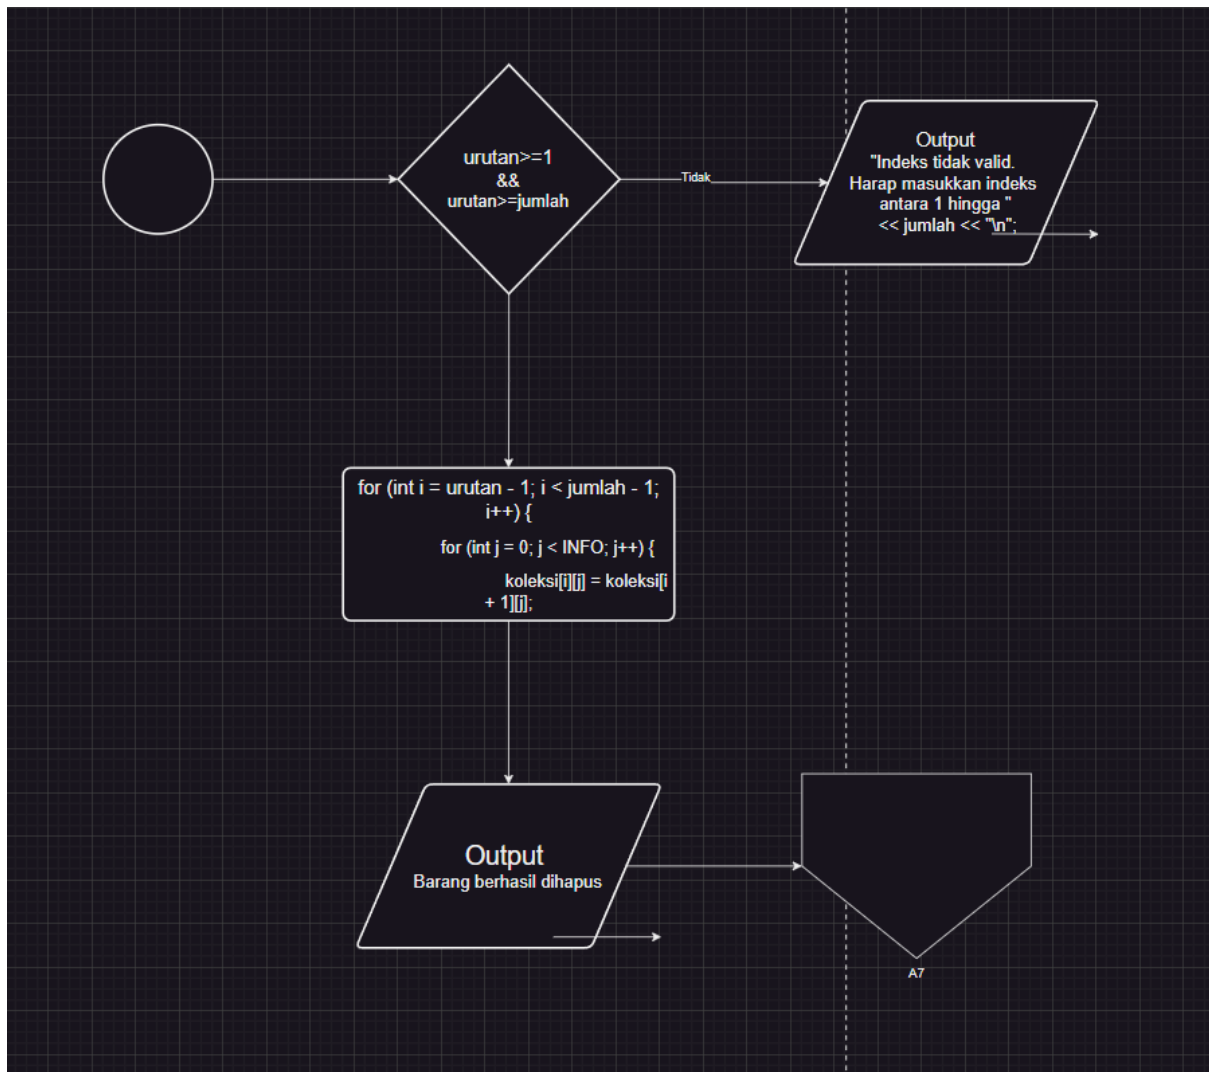 urutan>=1
&&
urutan>=jumlah
Tidak
Output
"Indeks tidak valid.
Harap masukkan indeks
antara 1 hingga "
<< jumlah << "\n";
for (int i = urutan - 1; i < jumlah - 1;
i++) {
for (int j = 0; j < INFO; j++) {
koleksi[i][j] = koleksi[i
+ 1][j];
Output
Barang berhasil dihapus
A7